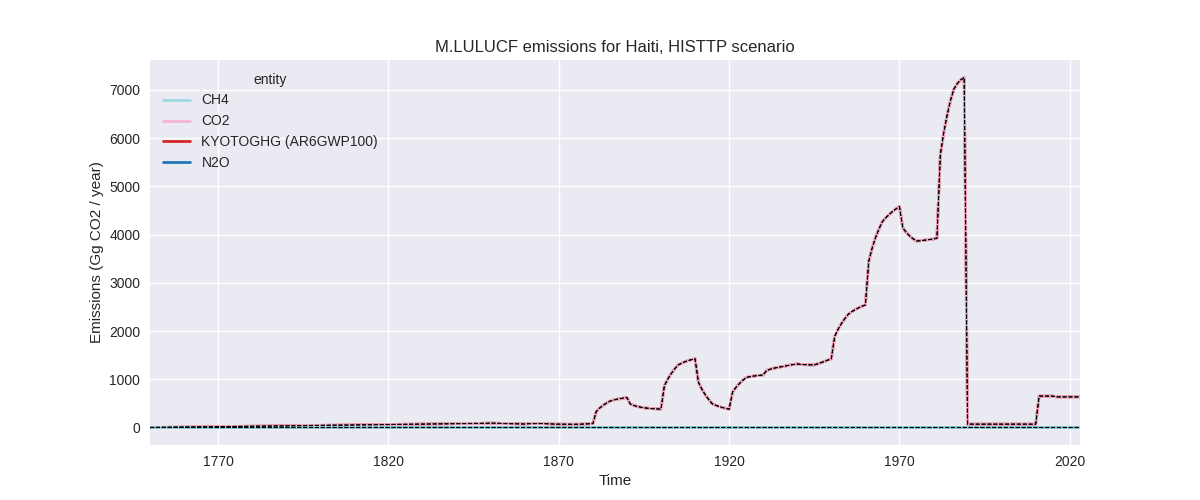 M.LULUCF emissions for Haiti, HISTTP scenario
entity
CH4
CO2
KYOTOGHG (AR6GWP100)
N2O
Emissions (Gg CO2 / year)
7000
6000
5000
4000
3000
2000
1000
0
1770
1820
1870
1920
1970
2020
Time